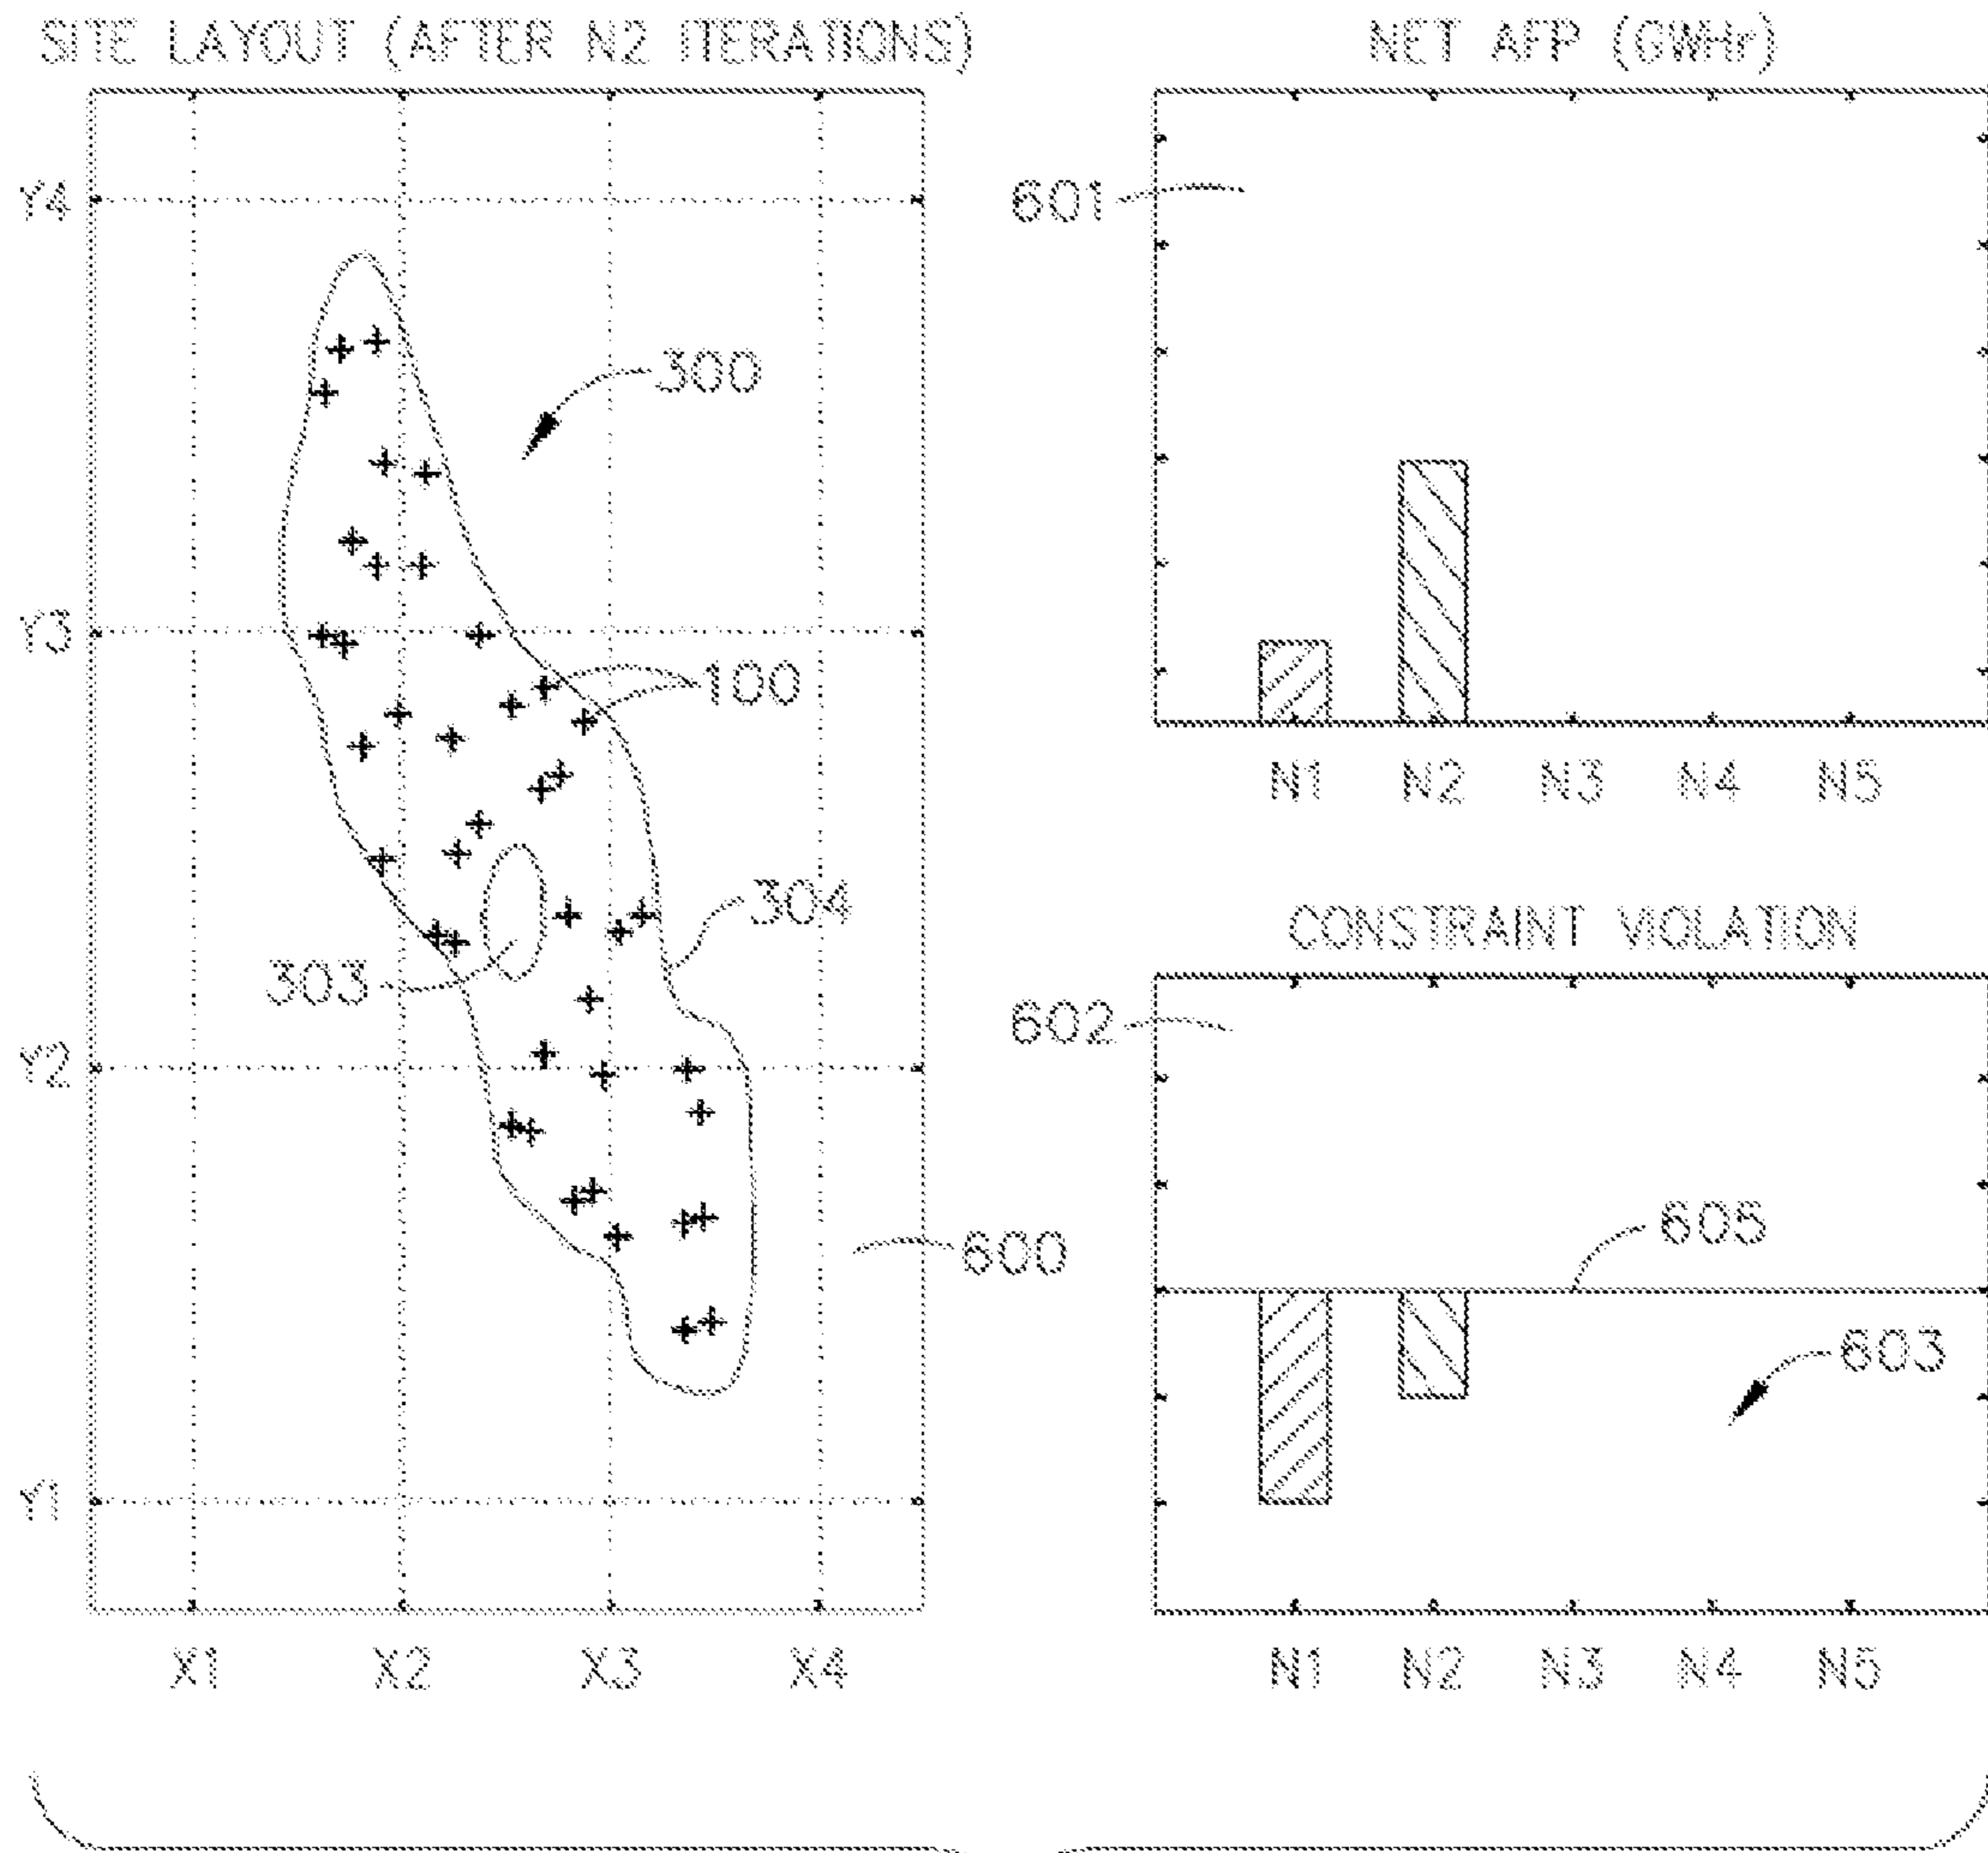 SITE LAYOUT (AFTER N2 ITERATIONS)
Y4
Y3
Y2
Y1
X1 X2 X3 X4
300
100
304
303
600
NET AFP (GWHr)
601
N1 N2 N3 N4 N5
CONSTRAINT VIOLATION
602
605
603
N1 N2 N3 N4 N5